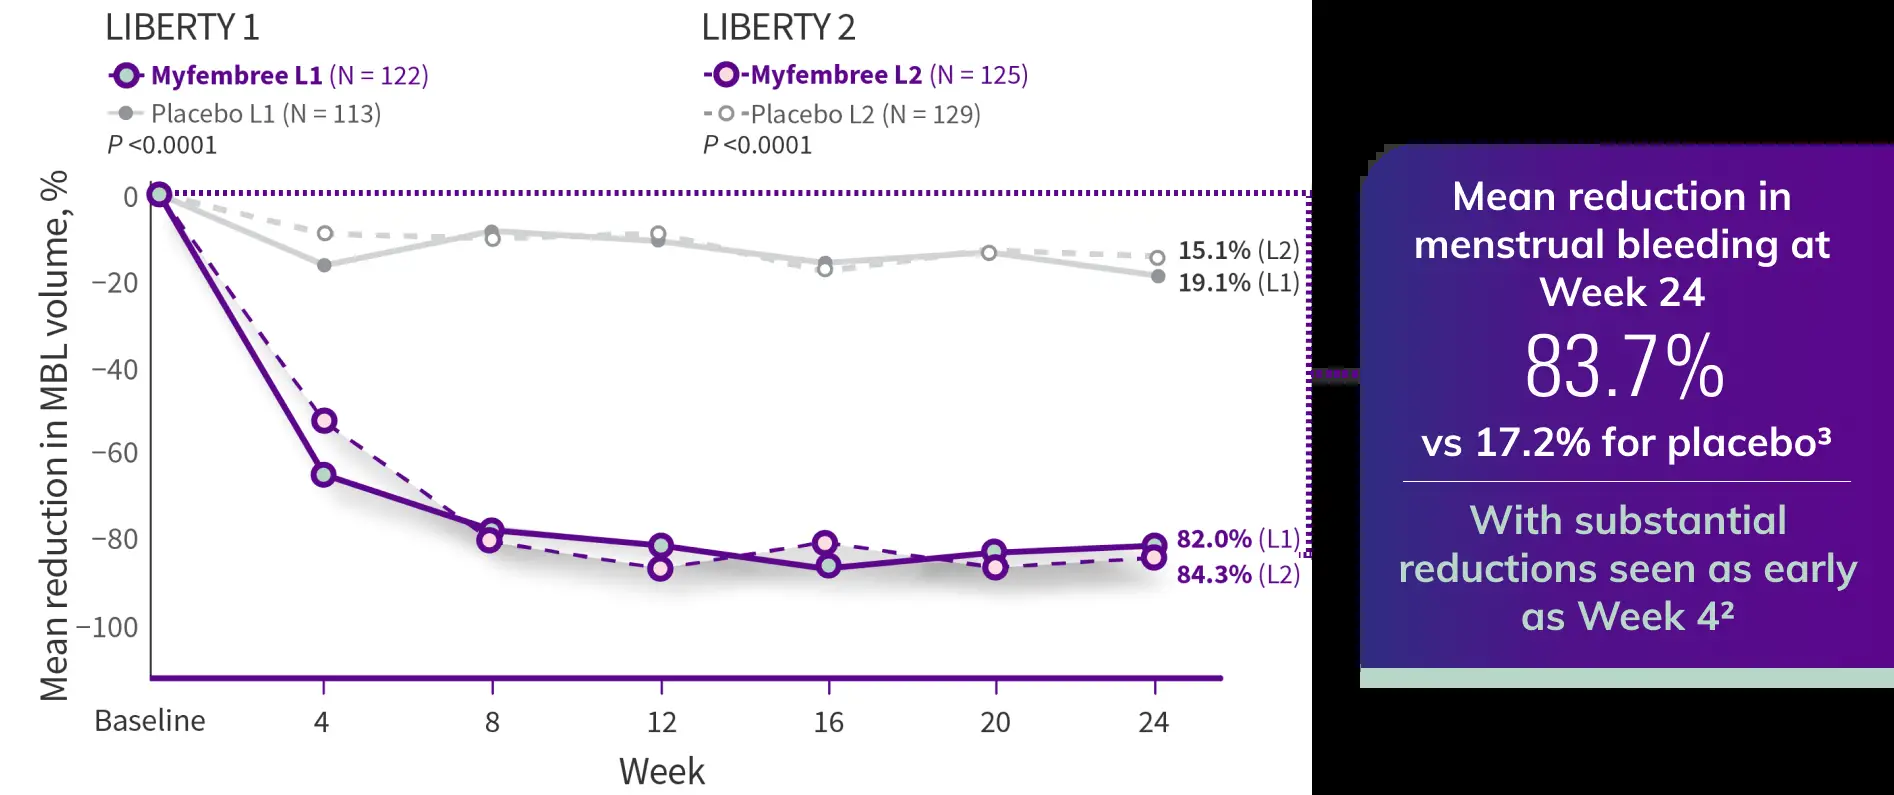 LIBERTY 1
Myfembree L1 (N = 122)
Placebo L1 (N = 113)
P <0.0001
LIBERTY 2
Myfembree L2 (N = 125)
Placebo L2 (N = 129)
P <0.0001
Mean reduction in MBL volume, %
0
−20
−40
−60
−80
−100
15.1% (L2)
19.1% (L1)
82.0% (L1)
84.3% (L2)
Baseline 4 8 12 16 20 24
Week
Mean reduction in
menstrual bleeding at
Week 24
83.7%
vs 17.2% for placebo³
With substantial
reductions seen as early
as Week 4²